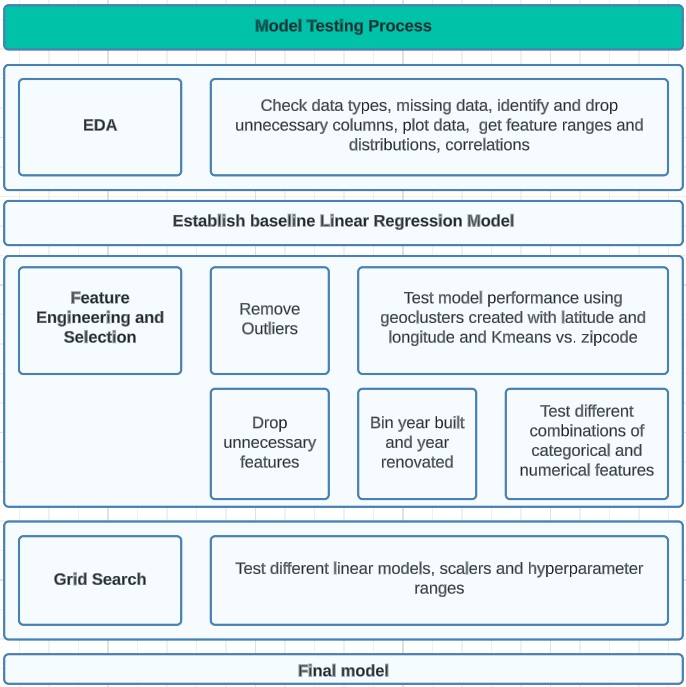 Model Testing Process
EDA
Check data types, missing data, identify and drop
unnecessary columns, plot data, get feature ranges and
distributions, correlations
Establish baseline Linear Regression Model
Feature
Engineering and
Selection
Remove
Outliers
Test model performance using
geoclusters created with latitude and
longitude and Kmeans vs. zipcode
Drop
unnecessary
features
Bin year built
and year
renovated
Test different
combinations of
categorical and
numerical features
Grid Search
Test different linear models, scalers and hyperparameter
ranges
Final model